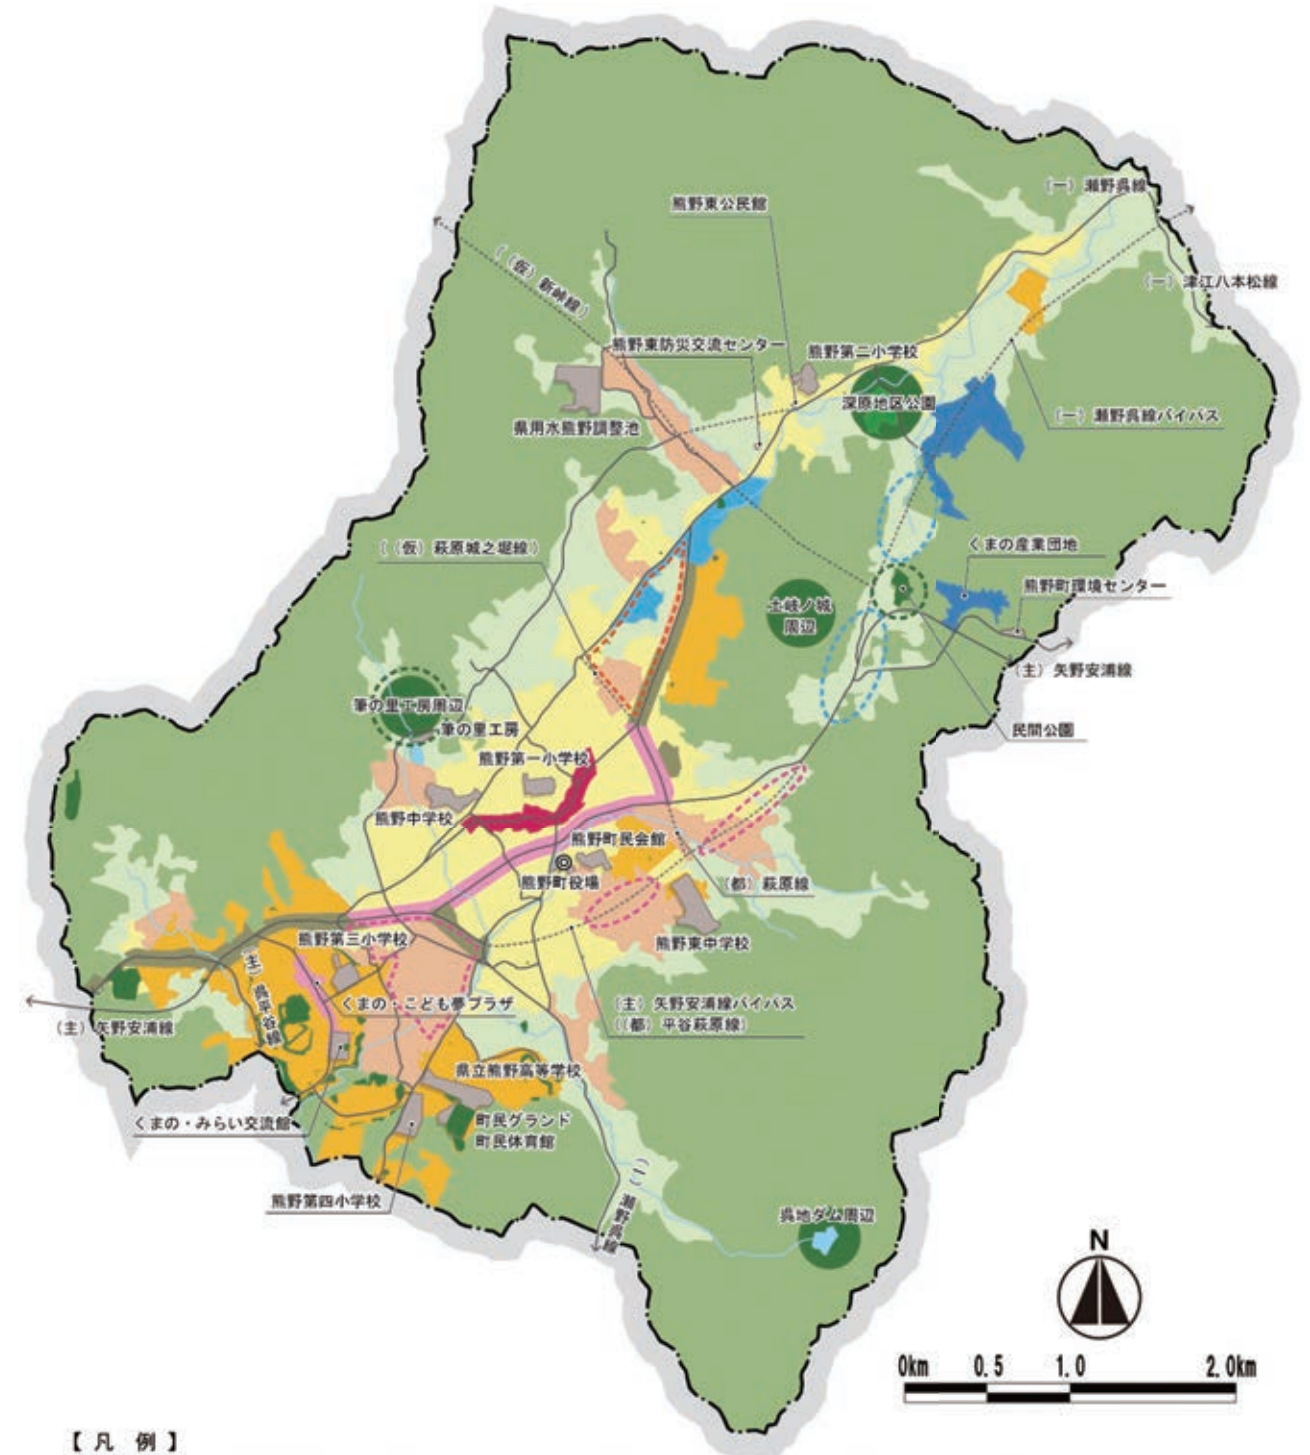 (一) 瀬野呉線
熊野東公民館
((仮) 新峠線)
(一) 津江八本松線
熊野東防災交流センター
熊野第二小学校
深原地区公園
(一) 瀬野呉線バイパス
県用水熊野調整池
((仮) 萩原城之堀線)
くまの産業団地
熊野町環境センター
土岐ノ城
周辺
(主) 矢野安浦線
筆の里工房周辺
筆の里工房
民間公園
熊野第一小学校
熊野中学校
熊野町民会館
熊野町役場
(都) 萩原線
熊野第三小学校
熊野東中学校
(主) 呉平谷線
くまの・こども夢プラザ
(主) 矢野安浦線バイパス
((都) 平谷萩原線)
(主) 矢野安浦線
県立熊野高等学校
くまの・みらい交流館
町民グランド
町民体育館
(一) 瀬野呉線
熊野第四小学校
呉地ダム周辺
N
0km 0.5 1.0 2.0km
【凡 例】